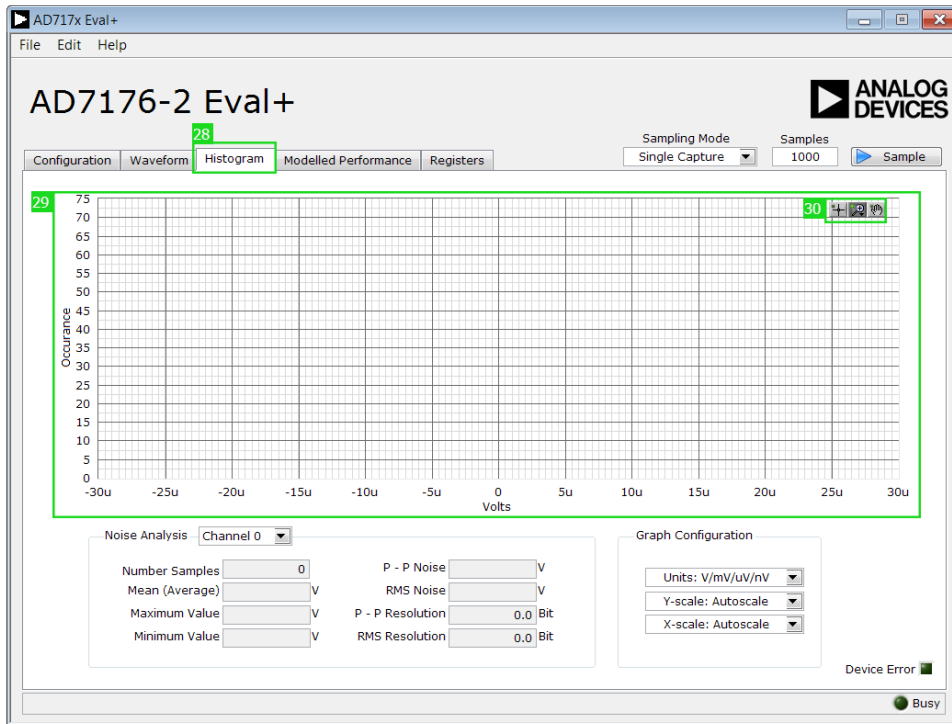 AD717x Eval+
File Edit Help
AD7176-2 Eval+
ANALOG
DEVICES
28
Sampling Mode Samples
Configuration Waveform Histogram Modelled Performance Registers
Single Capture 1000 Sample
29
30
75
70
65
60
55
50
45
40
35
30
25
20
15
10
5
0
Occurance
-30u -25u -20u -15u -10u -5u 0 5u 10u 15u 20u 25u 30u
Volts
Noise Analysis Channel 0
Number Samples 0
Mean (Average) V
Maximum Value V
Minimum Value V
P - P Noise V
RMS Noise V
P - P Resolution 0.0 Bit
RMS Resolution 0.0 Bit
Graph Configuration
Units: V/mV/uV/nV
Y-scale: Autoscale
X-scale: Autoscale
Device Error
Busy